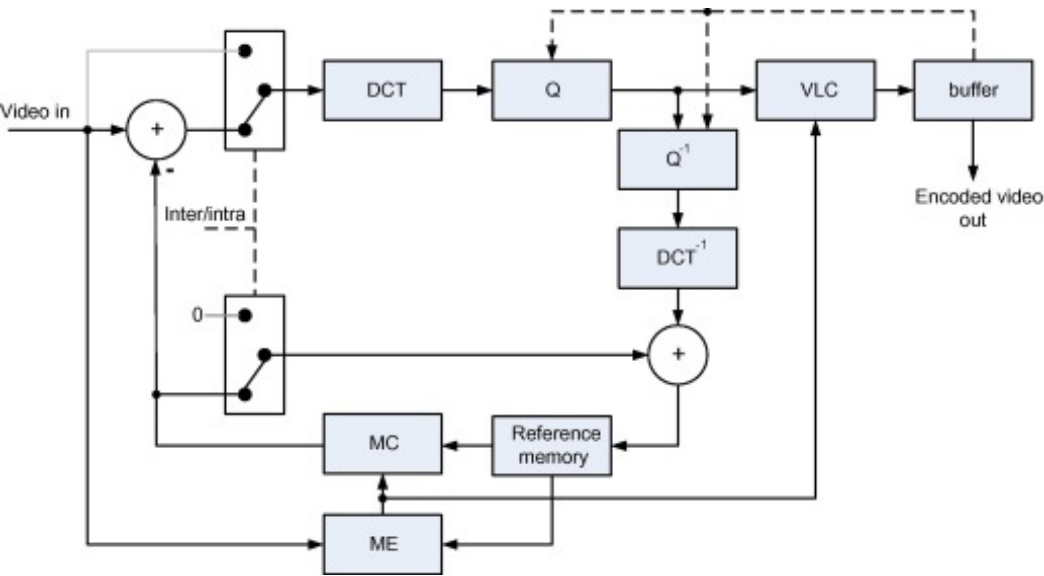 Video in
+
-
DCT
Q
VLC
buffer
Q⁻¹
Encoded video
out
Inter/intra
DCT⁻¹
0
+
MC
Reference
memory
ME